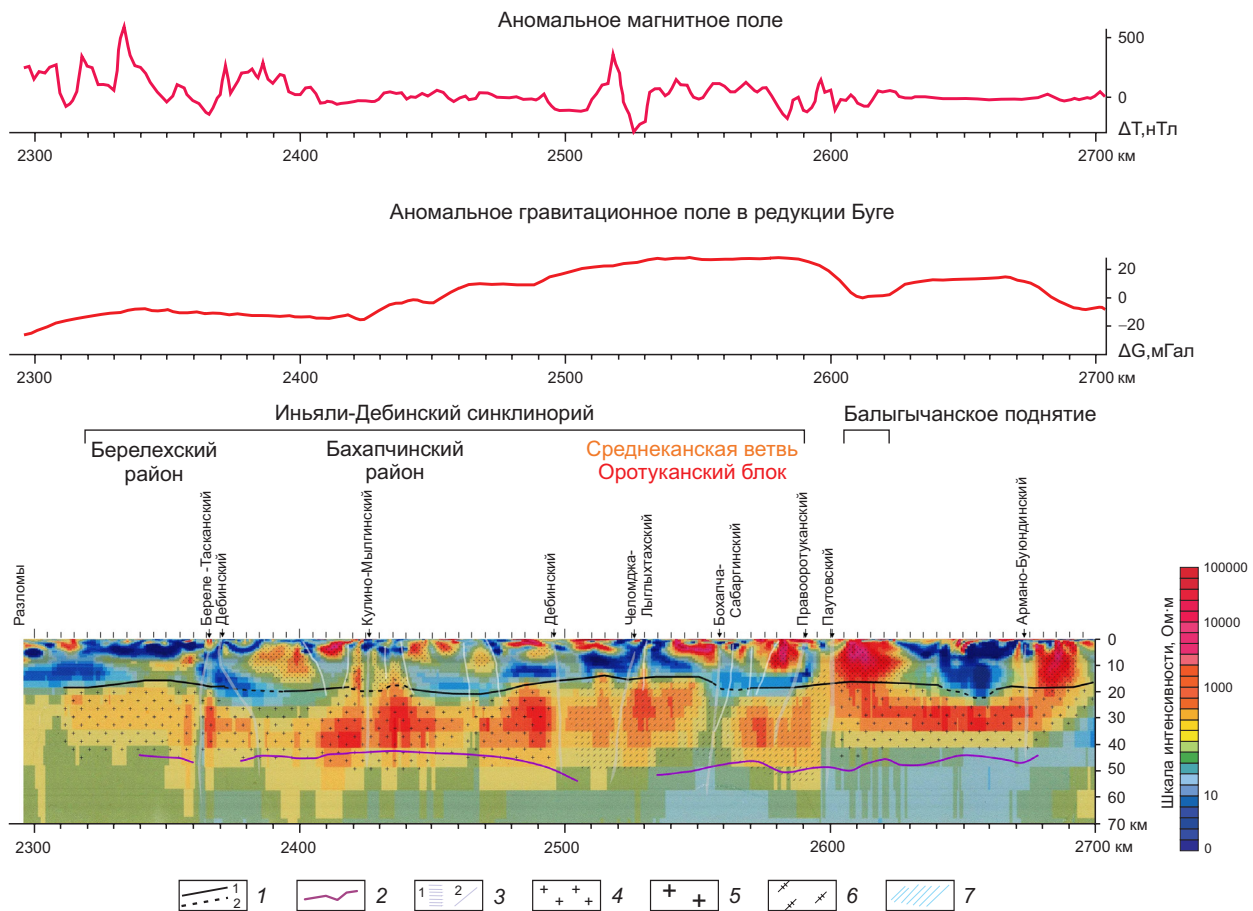 Аномальное магнитное поле
500
0
ΔT,нТл
2300 2400 2500 2600 2700 км
Аномальное гравитационное поле в редукции Буге
20
0
–20
ΔG,мГал
2300 2400 2500 2600 2700 км
Иньяли-Дебинский синклинорий
Балыгычанское поднятие
Берелехский
район
Бахапчинский
район
Среднеканская ветвь
Оротуканский блок
Разломы
Береле -Тасканский
Дебинский
Кулино-Мылгинский
Дебинский
Челомджа-
Лыглыхтахский
Бохапча-
Сабаргинский
Правооротуканский
Паутовский
Армано-Буюндинский
0
10
20
30
40
50
60
70 км
2300 2400 2500 2600 2700 км
Шкала интенсивности, Ом·м
100000
10000
1000
10
0
1 2 1
2
1 2 3
4
5
6
7